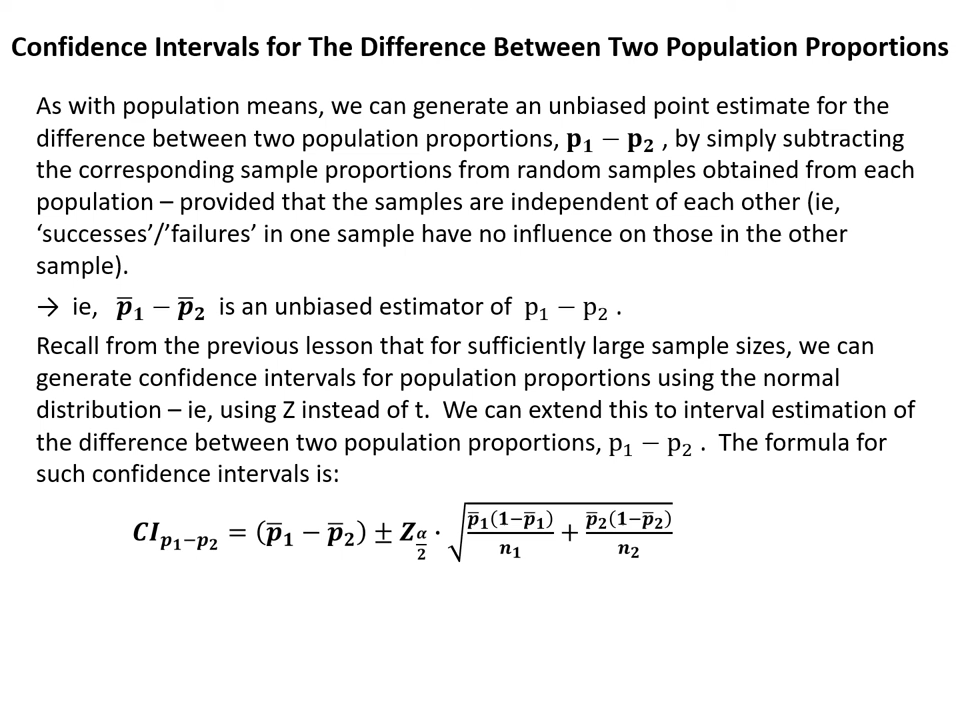 Confidence Intervals for The Difference Between Two Population Proportions
As with population means, we can generate an unbiased point estimate for the
difference between two population proportions, p₁ − p₂ , by simply subtracting
the corresponding sample proportions from random samples obtained from each
population – provided that the samples are independent of each other (ie,
‘successes’/’failures’ in one sample have no influence on those in the other
sample).
→ ie, p̅₁ − p̅₂ is an unbiased estimator of p₁ − p₂ .
Recall from the previous lesson that for sufficiently large sample sizes, we can
generate confidence intervals for population proportions using the normal
distribution – ie, using Z instead of t. We can extend this to interval estimation of
the difference between two population proportions, p₁ − p₂ . The formula for
such confidence intervals is:
CI_{p₁−p₂} = (p̅₁ − p̅₂) ± Z_{α/2} · √(p̅₁(1−p̅₁)/n₁ + p̅₂(1−p̅₂)/n₂)